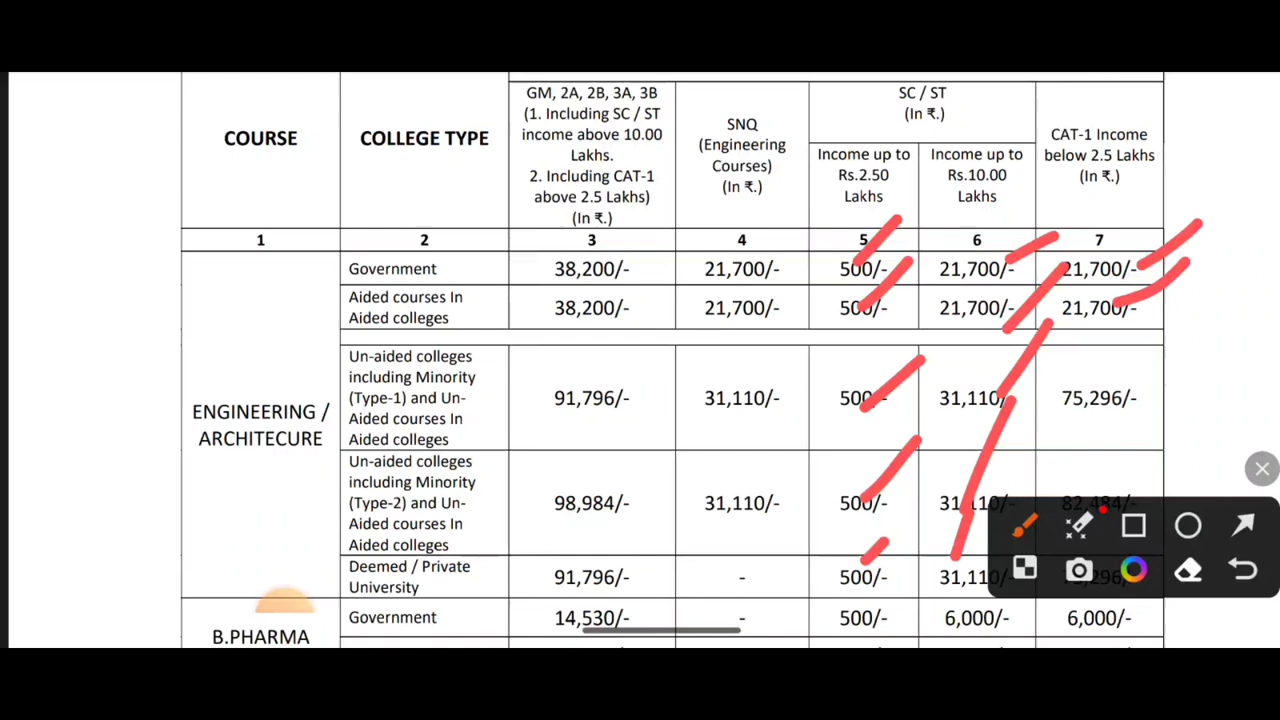 GM, 2A, 2B, 3A, 3B
(1. Including SC / ST
income above 10.00
Lakhs.
2. Including CAT-1
above 2.5 Lakhs)
(In ₹.)
COURSE
COLLEGE TYPE
SNQ
(Engineering
Courses)
(In ₹.)
SC / ST
(In ₹.)
Income up to
Rs.2.50
Lakhs
Income up to
Rs.10.00
Lakhs
CAT-1 Income
below 2.5 Lakhs
(In ₹.)
1 2 3 4 5 6 7
ENGINEERING /
ARCHITECURE
Government
38,200/- 21,700/- 500/- 21,700/- 21,700/-
Aided courses In
Aided colleges
38,200/- 21,700/- 500/- 21,700/- 21,700/-
Un-aided colleges
including Minority
(Type-1) and Un-
Aided courses In
Aided colleges
91,796/- 31,110/- 500/- 31,110/- 75,296/-
Un-aided colleges
including Minority
(Type-2) and Un-
Aided courses In
Aided colleges
98,984/- 31,110/- 500/- 31,110/- 82,484/-
Deemed / Private
University
91,796/- - 500/- 31,110/-
B.PHARMA
Government
14,530/- - 500/- 6,000/- 6,000/-